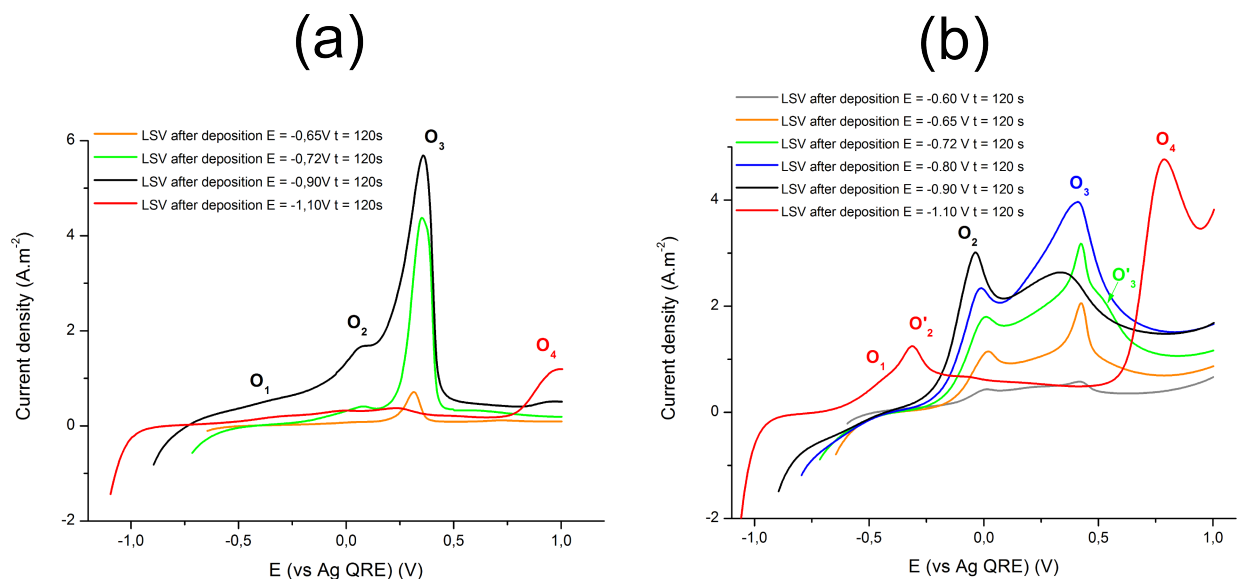 (a)
(b)
LSV after deposition E = -0,65V t = 120s
LSV after deposition E = -0,72V t = 120s
LSV after deposition E = -0,90V t = 120s
LSV after deposition E = -1,10V t = 120s
O3
O2
O1
O4
6
4
2
0
-2
-1,0
-0,5
0,0
0,5
1,0
Current density (A.m-2)
E (vs Ag QRE) (V)
LSV after deposition E = -0.60 V t = 120 s
LSV after deposition E = -0.65 V t = 120 s
LSV after deposition E = -0.72 V t = 120 s
LSV after deposition E = -0.80 V t = 120 s
LSV after deposition E = -0.90 V t = 120 s
LSV after deposition E = -1.10 V t = 120 s
O4
O3
O2
O'3
O'2
O1
4
2
0
-2
-1,0
-0,5
0,0
0,5
1,0
Current density (A.m-2)
E (vs Ag QRE) (V)